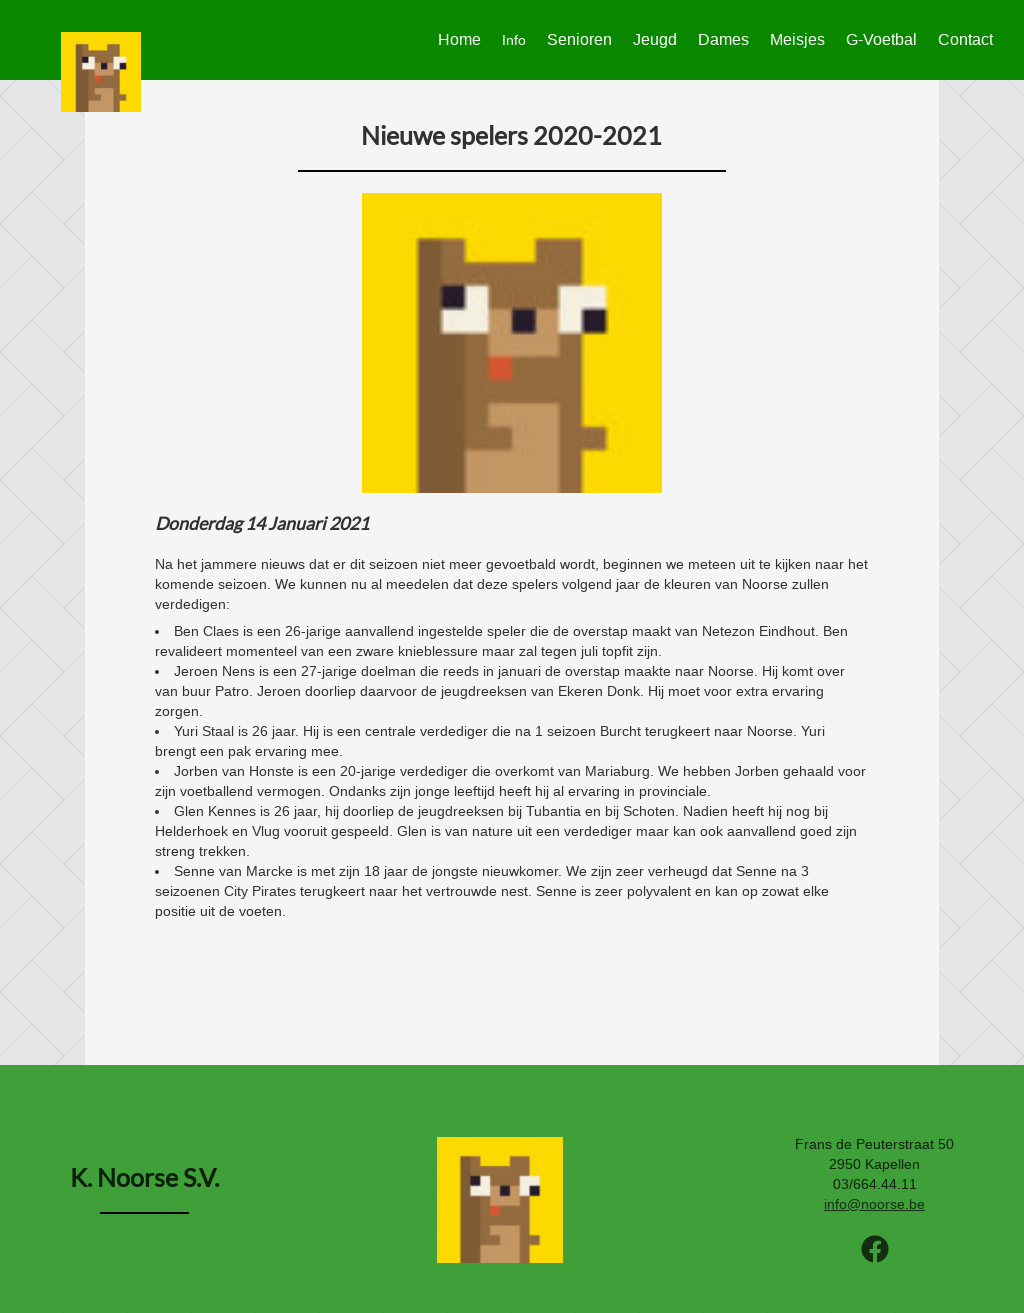 Home Info Senioren Jeugd Dames Meisjes G-Voetbal Contact
Nieuwe spelers 2020-2021
Donderdag 14 Januari 2021
Na het jammere nieuws dat er dit seizoen niet meer gevoetbald wordt, beginnen we meteen uit te kijken naar het
komende seizoen. We kunnen nu al meedelen dat deze spelers volgend jaar de kleuren van Noorse zullen
verdedigen:
• Ben Claes is een 26-jarige aanvallend ingestelde speler die de overstap maakt van Netezon Eindhout. Ben
revalideert momenteel van een zware knieblessure maar zal tegen juli topfit zijn.
• Jeroen Nens is een 27-jarige doelman die reeds in januari de overstap maakte naar Noorse. Hij komt over
van buur Patro. Jeroen doorliep daarvoor de jeugdreeksen van Ekeren Donk. Hij moet voor extra ervaring
zorgen.
• Yuri Staal is 26 jaar. Hij is een centrale verdediger die na 1 seizoen Burcht terugkeert naar Noorse. Yuri
brengt een pak ervaring mee.
• Jorben van Honste is een 20-jarige verdediger die overkomt van Mariaburg. We hebben Jorben gehaald voor
zijn voetballend vermogen. Ondanks zijn jonge leeftijd heeft hij al ervaring in provinciale.
• Glen Kennes is 26 jaar, hij doorliep de jeugdreeksen bij Tubantia en bij Schoten. Nadien heeft hij nog bij
Helderhoek en Vlug vooruit gespeeld. Glen is van nature uit een verdediger maar kan ook aanvallend goed zijn
streng trekken.
• Senne van Marcke is met zijn 18 jaar de jongste nieuwkomer. We zijn zeer verheugd dat Senne na 3
seizoenen City Pirates terugkeert naar het vertrouwde nest. Senne is zeer polyvalent en kan op zowat elke
positie uit de voeten.
K. Noorse S.V.
Frans de Peuterstraat 50
2950 Kapellen
03/664.44.11
info@noorse.be